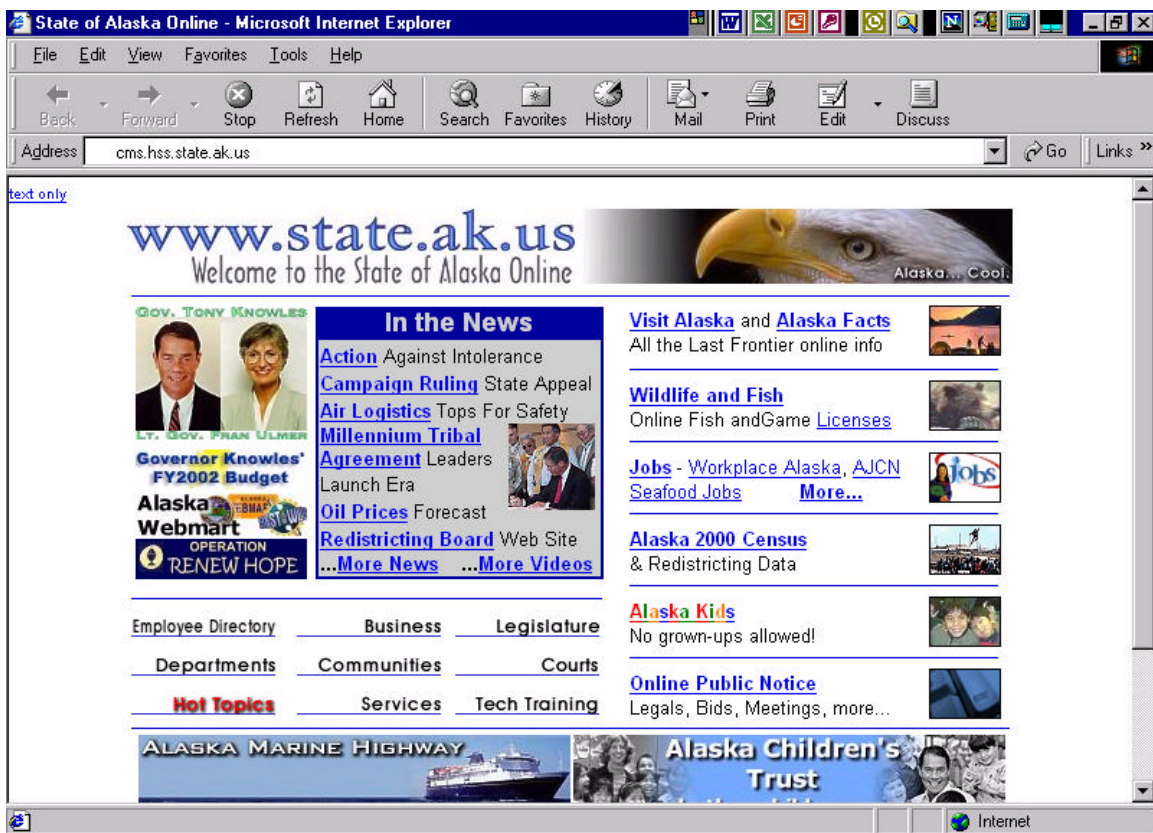 State of Alaska Online - Microsoft Internet Explorer
File Edit View Favorites Tools Help
Back Forward Stop Refresh Home Search Favorites History Mail Print Edit Discuss
Address cms.hss.state.ak.us Go Links »
text only
www.state.ak.us
Welcome to the State of Alaska Online
Alaska... Cool.
GOV. TONY KNOWLES
LT. GOV. FRAN ULMER
Governor Knowles'
FY2002 Budget
Alaska
Webmart
OPERATION
RENEW HOPE
In the News
Action Against Intolerance
Campaign Ruling State Appeal
Air Logistics Tops For Safety
Millennium Tribal
Agreement Leaders
Launch Era
Oil Prices Forecast
Redistricting Board Web Site
...More News ...More Videos
Visit Alaska and Alaska Facts
All the Last Frontier online info
Wildlife and Fish
Online Fish andGame Licenses
Jobs - Workplace Alaska, AJCN
Seafood Jobs More...
jobs
Alaska 2000 Census
& Redistricting Data
Alaska Kids
No grown-ups allowed!
Online Public Notice
Legals, Bids, Meetings, more...
Employee Directory Business Legislature
Departments Communities Courts
Hot Topics Services Tech Training
ALASKA MARINE HIGHWAY
Alaska Children's
Trust
Internet